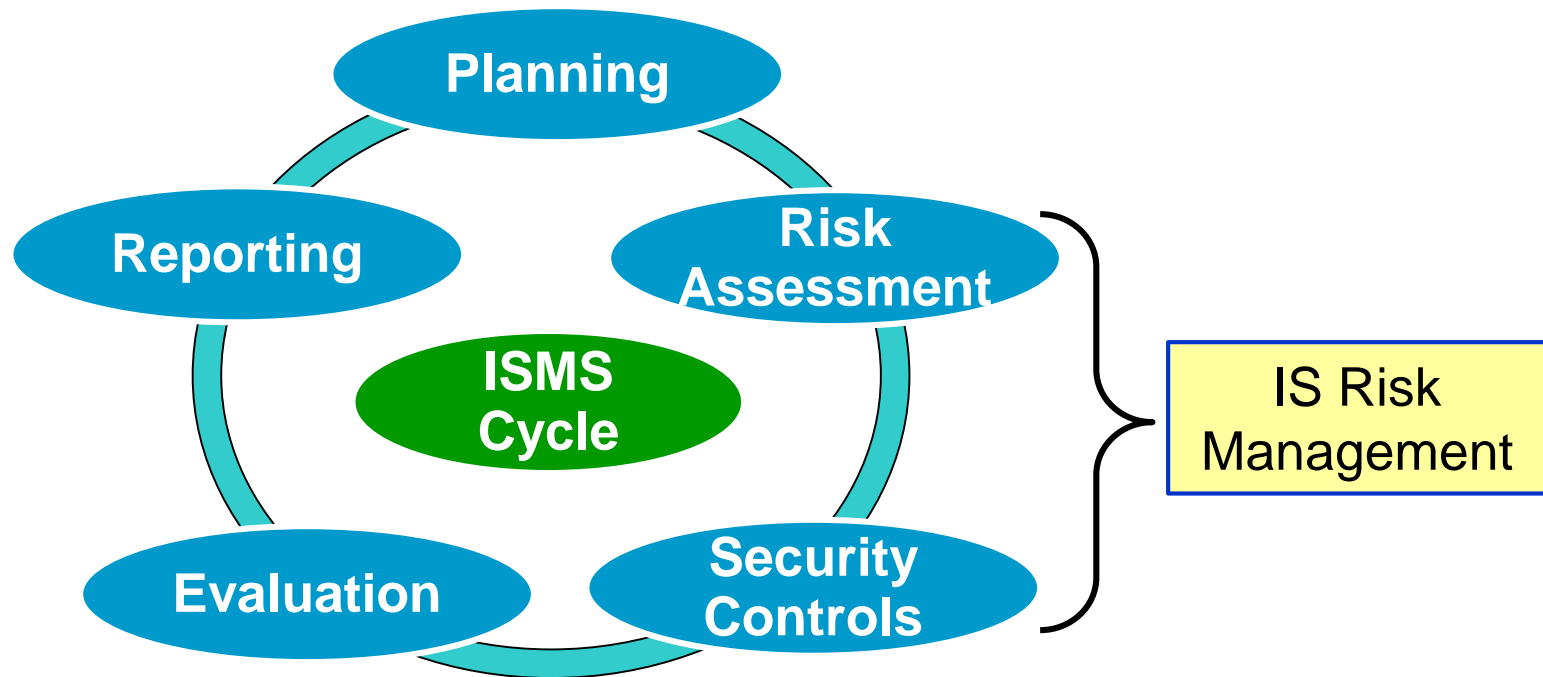 Planning
Reporting
Risk
Assessment
ISMS
Cycle
IS Risk
Management
Evaluation
Security
Controls